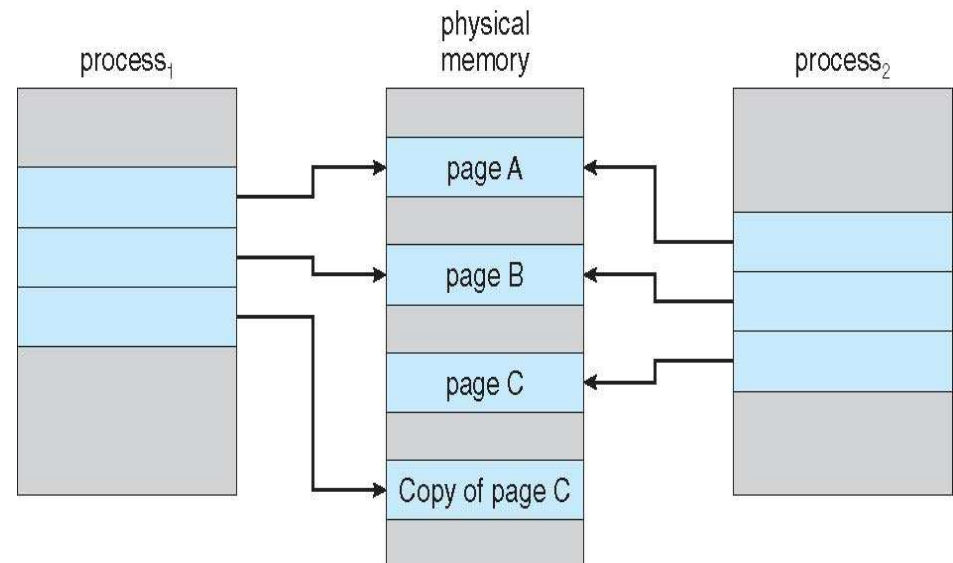 process₁
physical
memory
process₂
page A
page B
page C
Copy of page C